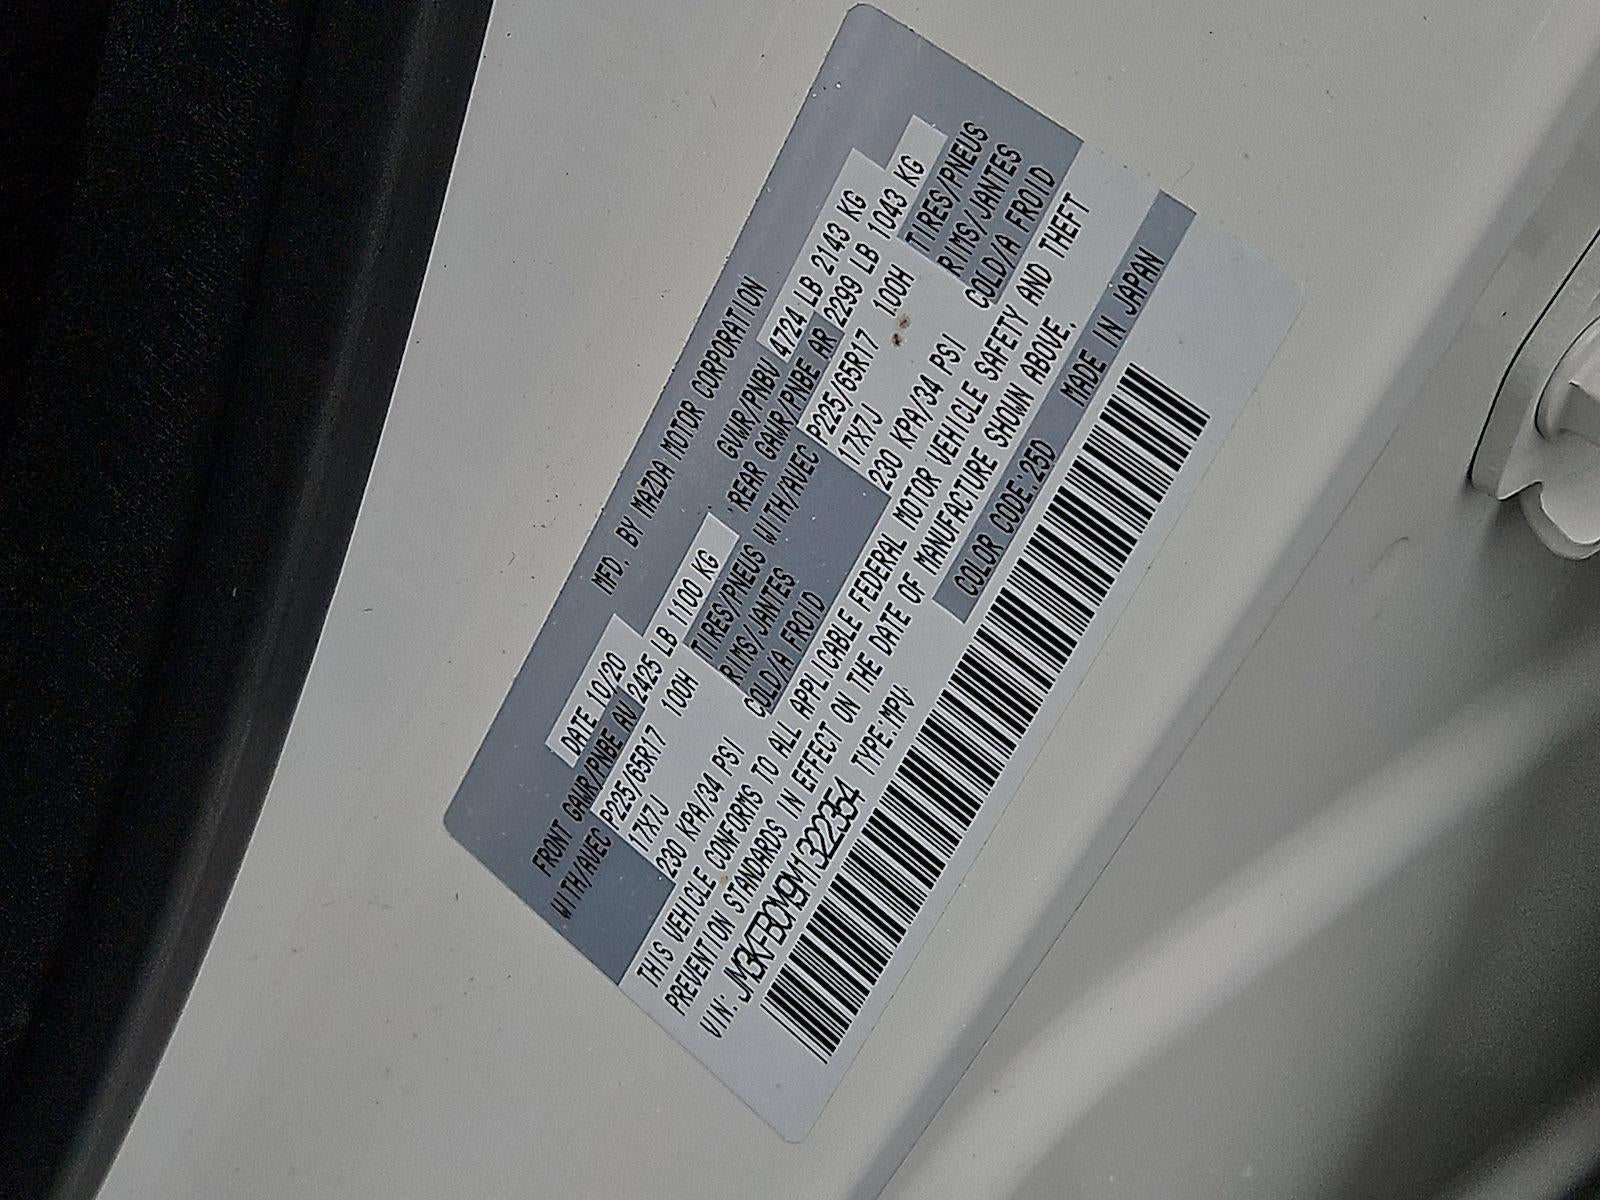 MFD. BY MAZDA MOTOR CORPORATION
DATE 10/20 GVWR/PNBV 4724 LB 2143 KG
FRONT GAWR/PNBE AV 2425 LB 1100 KG REAR GAWR/PNBE AR 2299 LB 1043 KG
WITH/AVEC P225/65R17 100H TIRES/PNEUS WITH/AVEC P225/65R17 100H TIRES/PNEUS
17X7J RIMS/JANTES 17X7J RIMS/JANTES
230 KPA/34 PSI COLD/A FROID 230 KPA/34 PSI COLD/A FROID
THIS VEHICLE CONFORMS TO ALL APPLICABLE FEDERAL MOTOR VEHICLE SAFETY AND THEFT
PREVENTION STANDARDS IN EFFECT ON THE DATE OF MANUFACTURE SHOWN ABOVE.
VIN: JM3KFBCM9M1322354 TYPE:MPV COLOR CODE:25D MADE IN JAPAN